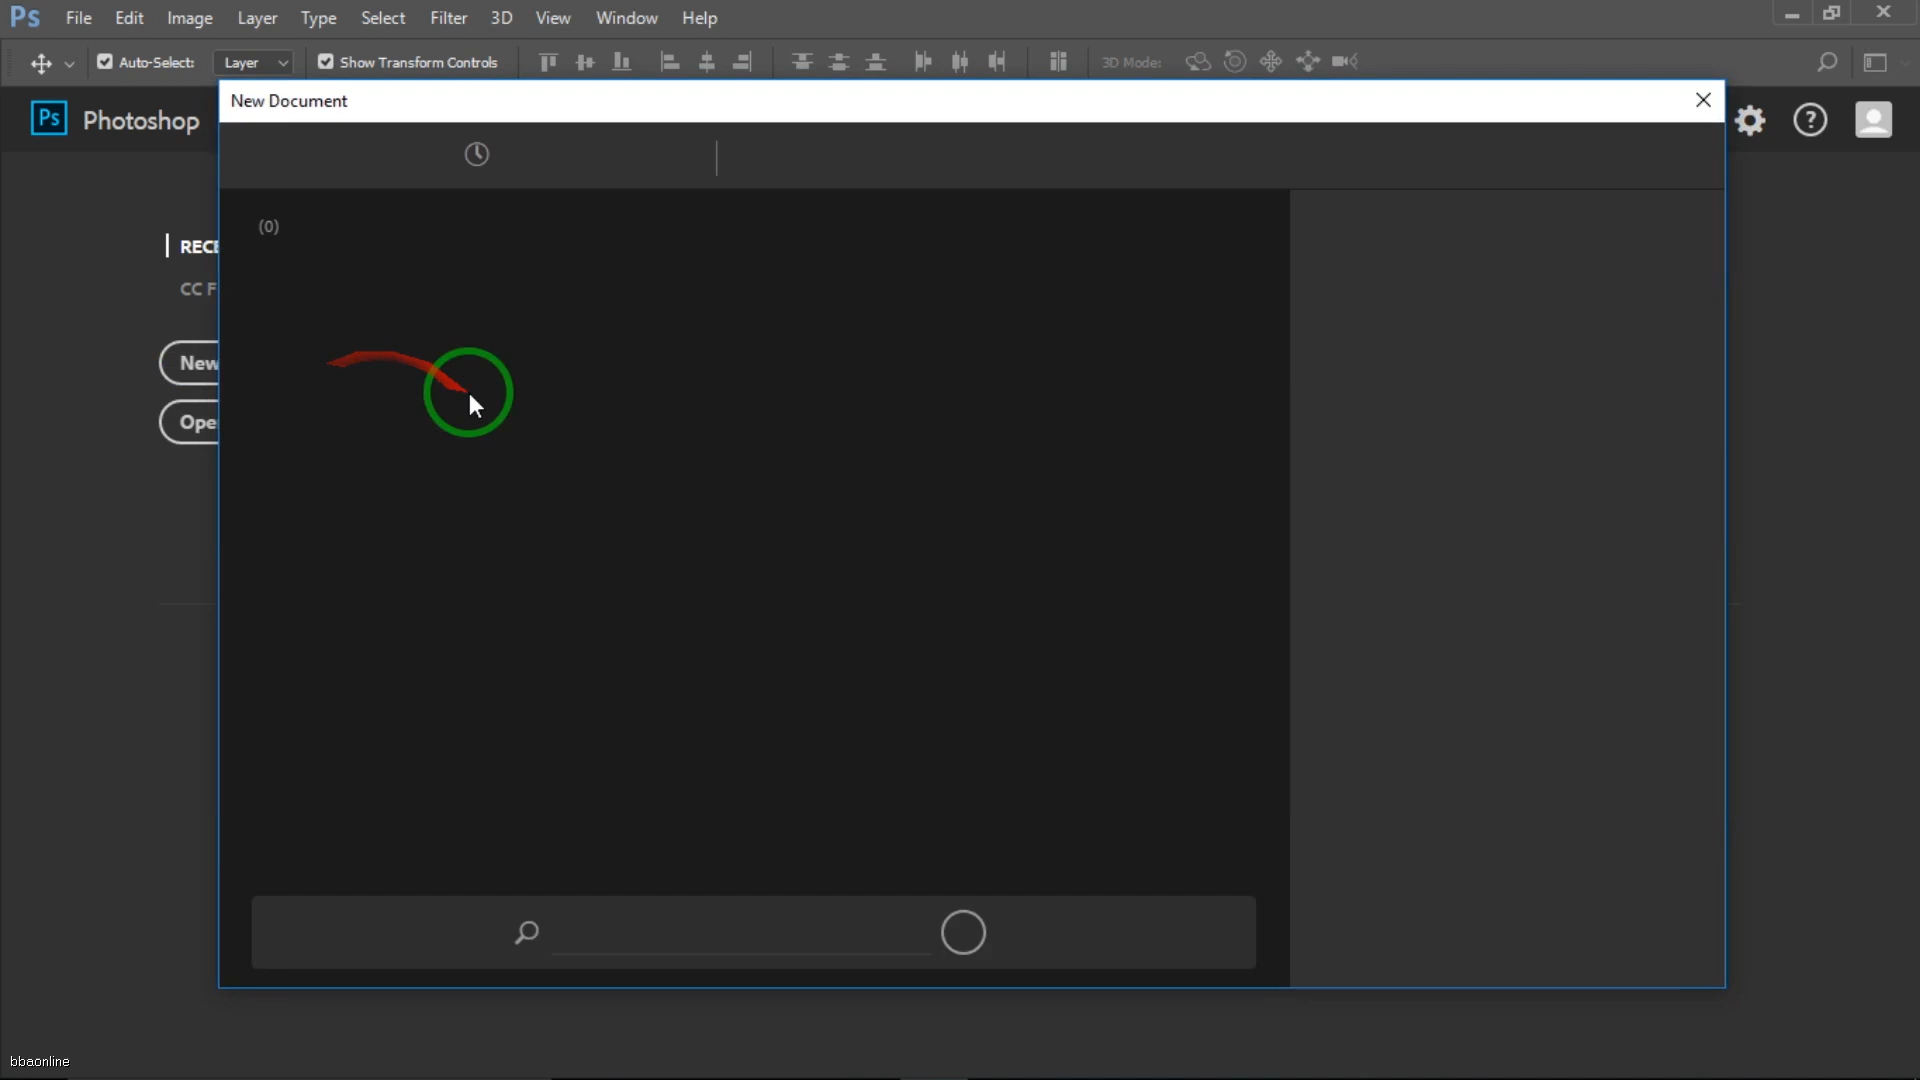 Ps File Edit Image Layer Type Select Filter 3D View Window Help
Auto-Select: Layer Show Transform Controls 3D Mode:
New Document
Ps Photoshop
(0)
RECE
CC F
New
Ope
bbaonline